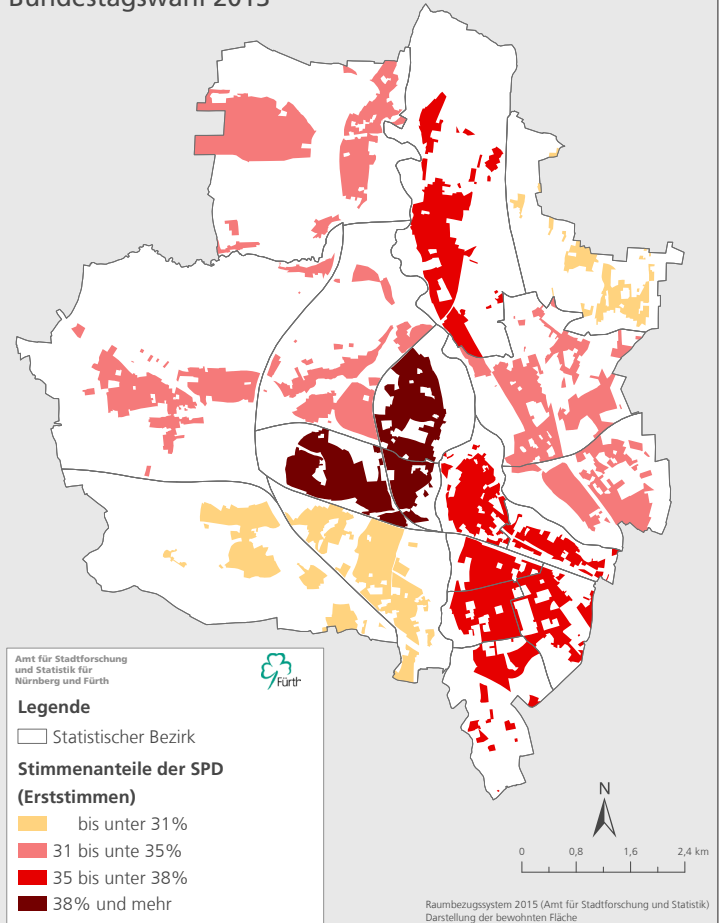 Bundestagswahl 2013
Amt für Stadtforschung
und Statistik für
Nürnberg und Fürth
Fürth
Legende
Statistischer Bezirk
Stimmenanteile der SPD
(Erststimmen)
bis unter 31%
31 bis unte 35%
35 bis unter 38%
38% und mehr
N
0 0,8 1,6 2,4 km
Raumbezugssystem 2015 (Amt für Stadtforschung und Statistik)
Darstellung der bewohnten Fläche